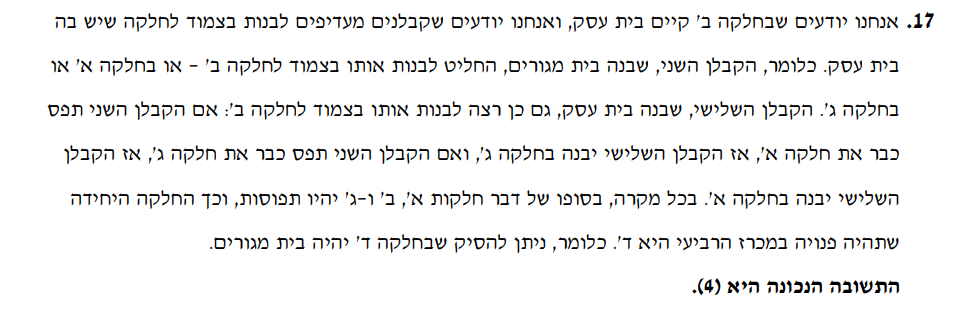 17. אנחנו יודעים שבחלקה ב' קיים בית עסק, ואנחנו יודעים שקבלנים מעדיפים לבנות בצמוד לחלקה שיש בה
בית עסק. כלומר, הקבלן השני, שבנה בית מגורים, החליט לבנות אותו בצמוד לחלקה ב' – או בחלקה א' או
בחלקה ג'. הקבלן השלישי, שבנה בית עסק, גם כן רצה לבנות אותו בצמוד לחלקה ב': אם הקבלן השני תפס
כבר את חלקה א', אז הקבלן השלישי יבנה בחלקה ג', ואם הקבלן השני תפס כבר את חלקה ג', אז הקבלן
השלישי יבנה בחלקה א'. בכל מקרה, בסופו של דבר חלקות א', ב' ו-ג' יהיו תפוסות, וכך החלקה היחידה
שתהיה פנויה במכרז הרביעי היא ד'. כלומר, ניתן להסיק שבחלקה ד' יהיה בית מגורים.
התשובה הנכונה היא (4).